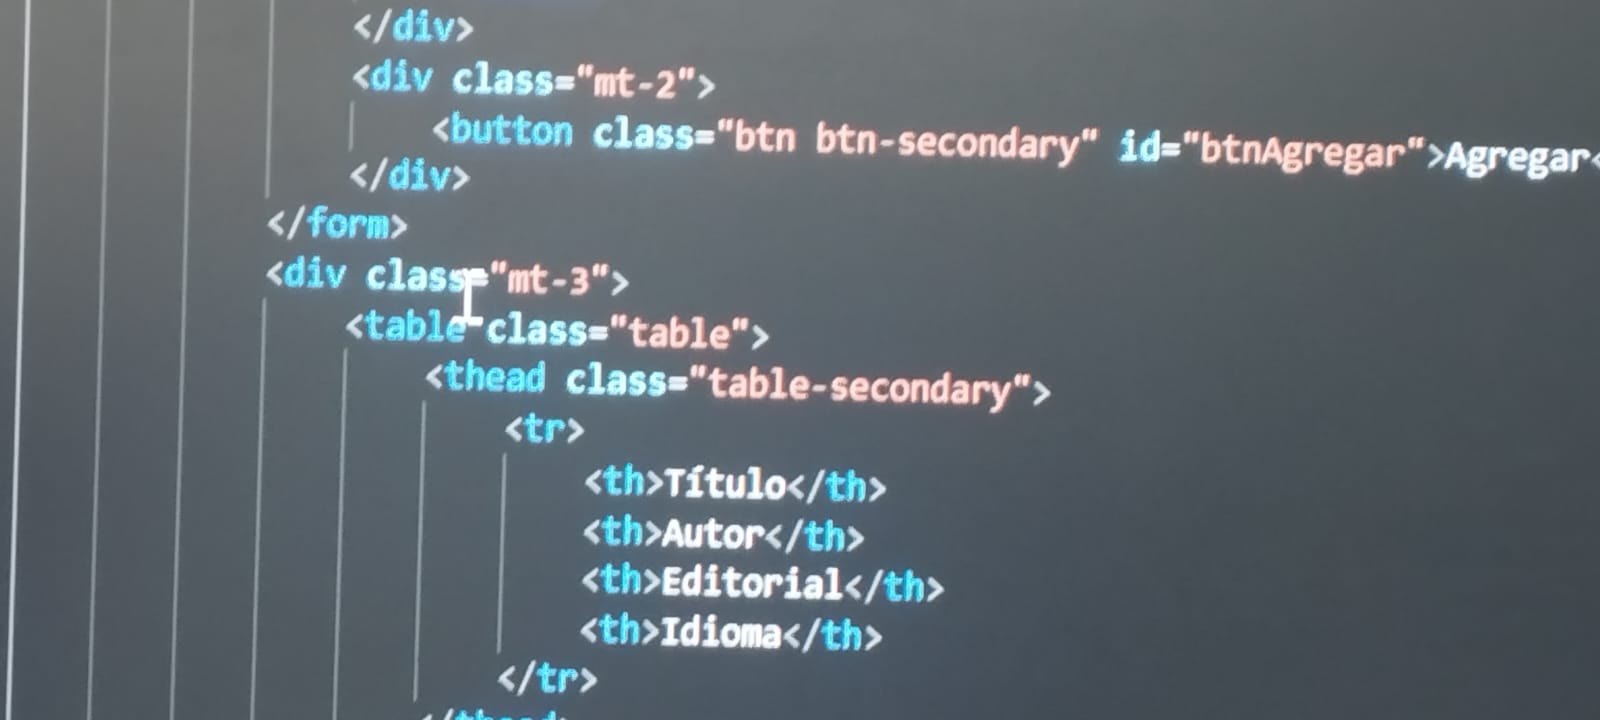 </div>
<div class="mt-2">
<button class="btn btn-secondary" id="btnAgregar">Agregar<
</div>
</form>
<div class="mt-3">
<table class="table">
<thead class="table-secondary">
<tr>
<th>Título</th>
<th>Autor</th>
<th>Editorial</th>
<th>Idioma</th>
</tr>
</thead>